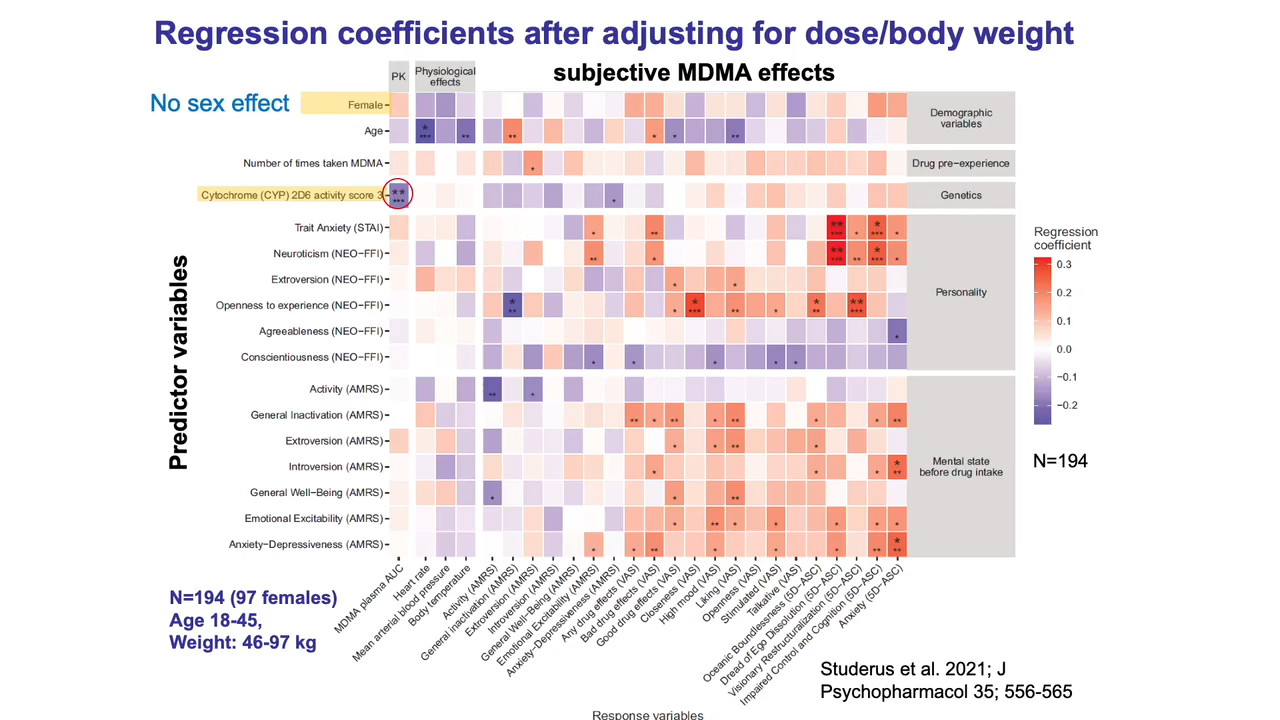 Regression coefficients after adjusting for dose/body weight
PK
Physiological
effects
subjective MDMA effects
No sex effect
Female
Age
Number of times taken MDMA
Cytochrome (CYP) 2D6 activity score 3
Trait Anxiety (STAI)
Neuroticism (NEO−FFI)
Extroversion (NEO−FFI)
Openness to experience (NEO−FFI)
Agreeableness (NEO−FFI)
Conscientiousness (NEO−FFI)
Activity (AMRS)
General Inactivation (AMRS)
Extroversion (AMRS)
Introversion (AMRS)
General Well−Being (AMRS)
Emotional Excitability (AMRS)
Anxiety−Depressiveness (AMRS)
Predictor variables
Demographic
variables
Drug pre−experience
Genetics
Personality
Mental state
before drug intake
Regression
coefficient
0.3
0.2
0.1
0.0
−0.1
−0.2
N=194
MDMA plasma AUC
Heart rate
Mean arterial blood pressure
Body temperature
Activity (AMRS)
General inactivation (AMRS)
Extroversion (AMRS)
Introversion (AMRS)
General Well−Being (AMRS)
Emotional Excitability (AMRS)
Anxiety−Depressiveness (AMRS)
Any drug effects (VAS)
Bad drug effects (VAS)
Good drug effects (VAS)
Closeness (VAS)
High mood (VAS)
Liking (VAS)
Openness (VAS)
Stimulated (VAS)
Talkative (VAS)
Oceanic Boundlessness (5D−ASC)
Dread of Ego Dissolution (5D−ASC)
Visionary Restructuralization (5D−ASC)
Impaired Control and Cognition (5D−ASC)
Anxiety (5D−ASC)
N=194 (97 females)
Age 18-45,
Weight: 46-97 kg
Studerus et al. 2021; J
Psychopharmacol 35; 556-565
Response variables